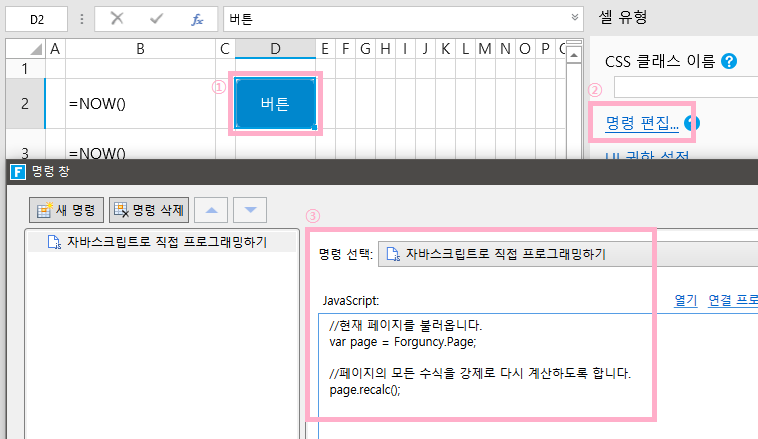 D2
버튼
셀 유형
A B C D E F G H I J K L M N O P
1
CSS 클래스 이름 ?
①
②
2 =NOW() 버튼
명령 편집... ?
3 =NOW()
UI 권한 설정
F 명령 창
새 명령 명령 삭제
③
자바스크립트로 직접 프로그래밍하기
명령 선택: 자바스크립트로 직접 프로그래밍하기
JavaScript: 열기 연결 프로
//현재 페이지를 불러옵니다.
var page = Forguncy.Page;
//페이지의 모든 수식을 강제로 다시 계산하도록 합니다.
page.recalc();